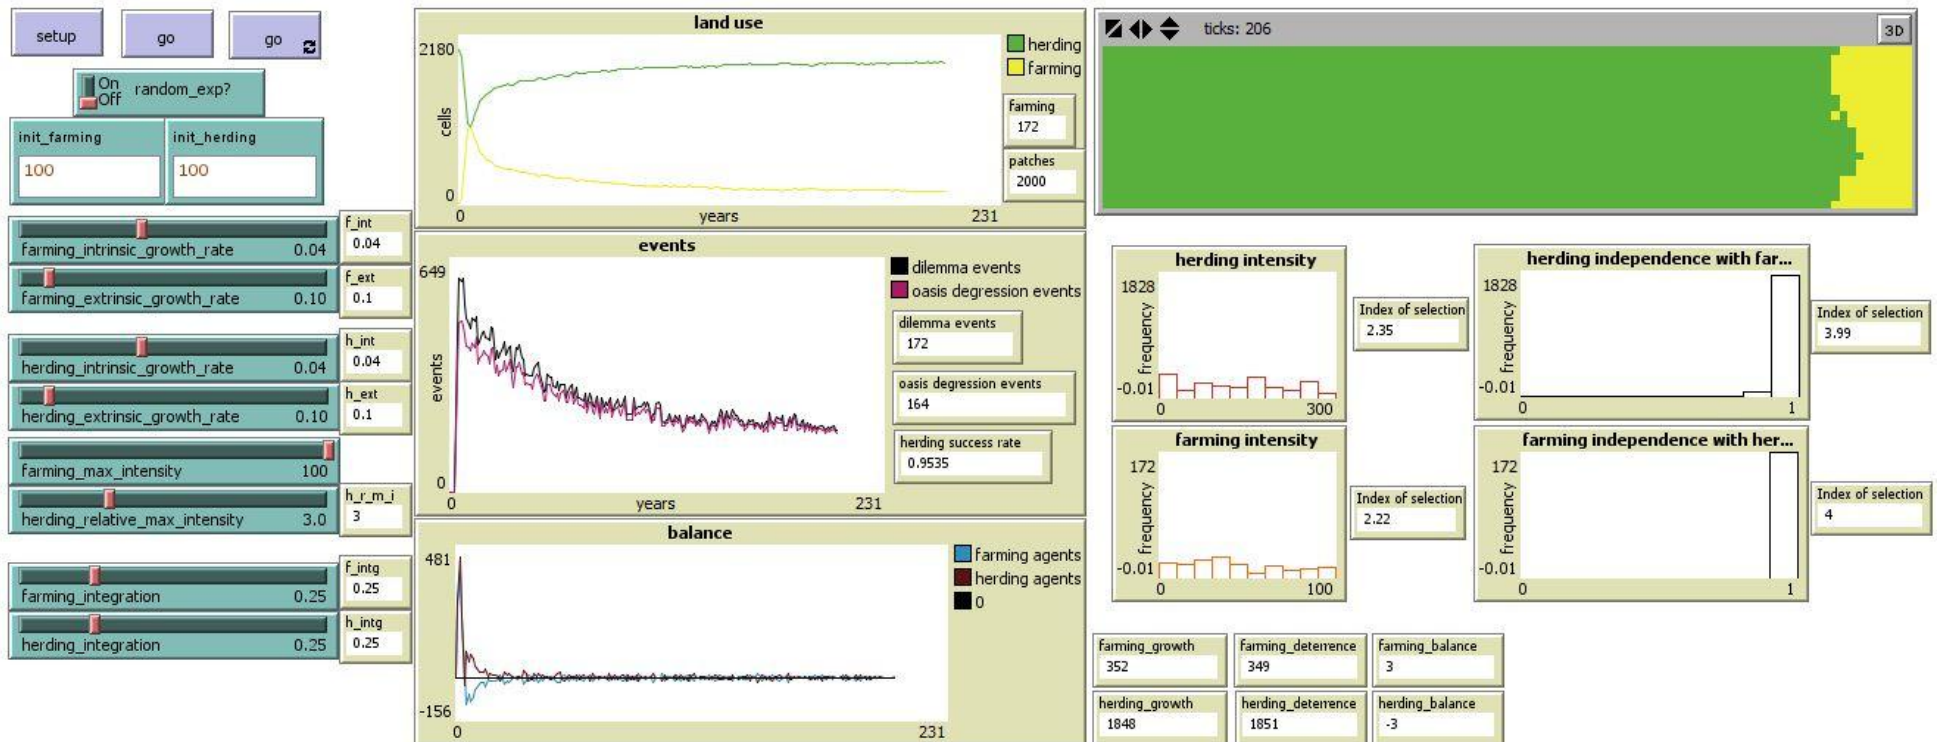 setup
go
go
On
Off
random_exp?
init_farming
100
init_herding
100
farming_intrinsic_growth_rate 0.04
f_int
0.04
farming_extrinsic_growth_rate 0.10
f_ext
0.1
herding_intrinsic_growth_rate 0.04
h_int
0.04
herding_extrinsic_growth_rate 0.10
h_ext
0.1
farming_max_intensity 100
herding_relative_max_intensity 3.0
h_r_m_i
3
farming_integration 0.25
f_intg
0.25
herding_integration 0.25
h_intg
0.25
land use
2180
cells
0
0
years
231
herding
farming
farming
172
patches
2000
events
649
events
0
0
years
231
dilemma events
oasis degression events
dilemma events
172
oasis degression events
164
herding success rate
0.9535
balance
481
-156
0
231
farming agents
herding agents
0
ticks: 206
3D
herding intensity
1828
frequency
-0.01
0
300
Index of selection
2.35
herding independence with far...
1828
frequency
-0.01
0
1
Index of selection
3.99
farming intensity
172
frequency
-0.01
0
100
Index of selection
2.22
farming independence with her...
172
frequency
-0.01
0
1
Index of selection
4
farming_growth
352
farming_deterrence
349
farming_balance
3
herding_growth
1848
herding_deterrence
1851
herding_balance
-3